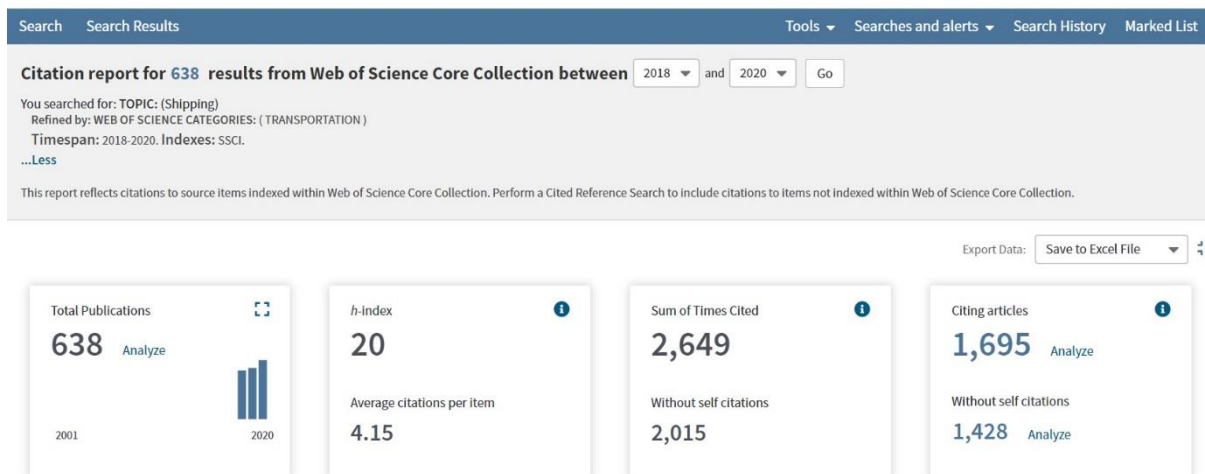 Search Search Results Tools Searches and alerts Search History Marked List
Citation report for 638 results from Web of Science Core Collection between 2018 and 2020 Go
You searched for: TOPIC: (Shipping)
Refined by: WEB OF SCIENCE CATEGORIES: ( TRANSPORTATION )
Timespan: 2018-2020. Indexes: SSCI.
...Less
This report reflects citations to source items indexed within Web of Science Core Collection. Perform a Cited Reference Search to include citations to items not indexed within Web of Science Core Collection.
Export Data: Save to Excel File
Total Publications
638 Analyze
2001 2020
h-index
20
Average citations per item
4.15
Sum of Times Cited
2,649
Without self citations
2,015
Citing articles
1,695 Analyze
Without self citations
1,428 Analyze